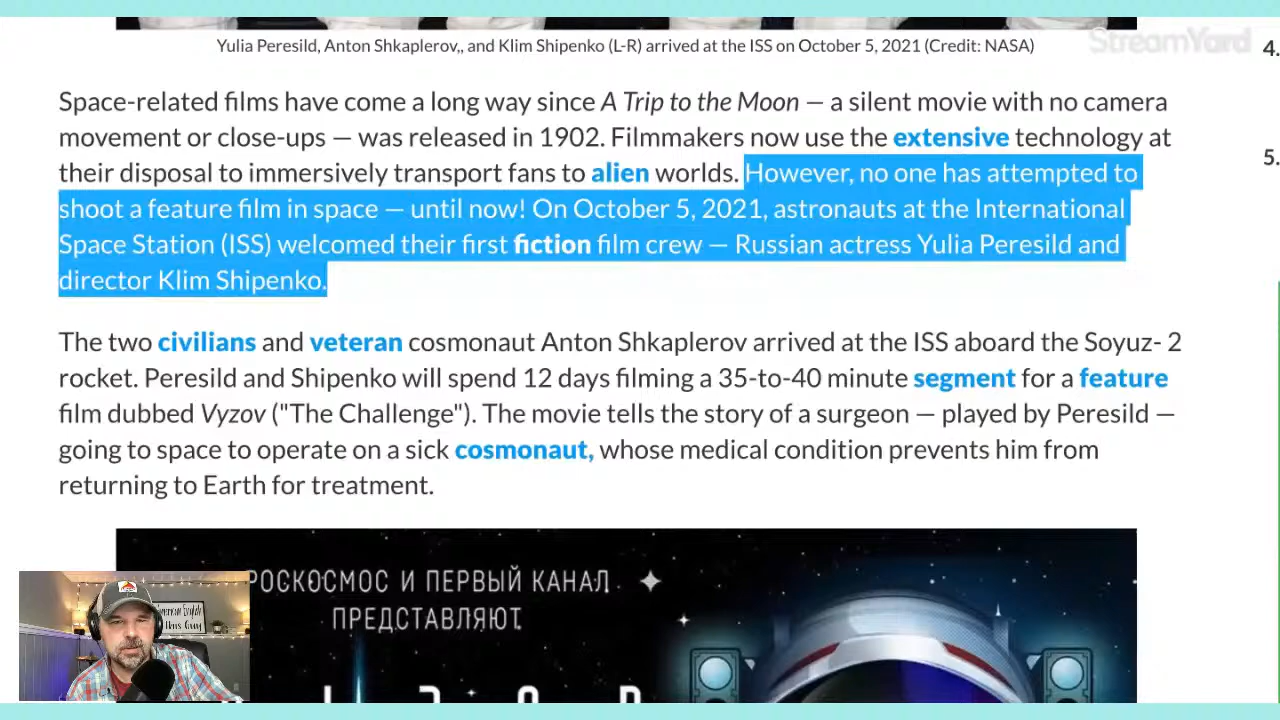 StreamYard
Yulia Peresild, Anton Shkaplerov,, and Klim Shipenko (L-R) arrived at the ISS on October 5, 2021 (Credit: NASA)
4.
Space-related films have come a long way since A Trip to the Moon — a silent movie with no camera
movement or close-ups — was released in 1902. Filmmakers now use the extensive technology at
5.
their disposal to immersively transport fans to alien worlds. However, no one has attempted to
shoot a feature film in space — until now! On October 5, 2021, astronauts at the International
Space Station (ISS) welcomed their first fiction film crew — Russian actress Yulia Peresild and
director Klim Shipenko.
The two civilians and veteran cosmonaut Anton Shkaplerov arrived at the ISS aboard the Soyuz- 2
rocket. Peresild and Shipenko will spend 12 days filming a 35-to-40 minute segment for a feature
film dubbed Vyzov ("The Challenge"). The movie tells the story of a surgeon — played by Peresild —
going to space to operate on a sick cosmonaut, whose medical condition prevents him from
returning to Earth for treatment.
РОСКОСМОС И ПЕРВЫЙ КАНАЛ
ПРЕДСТАВЛЯЮТ